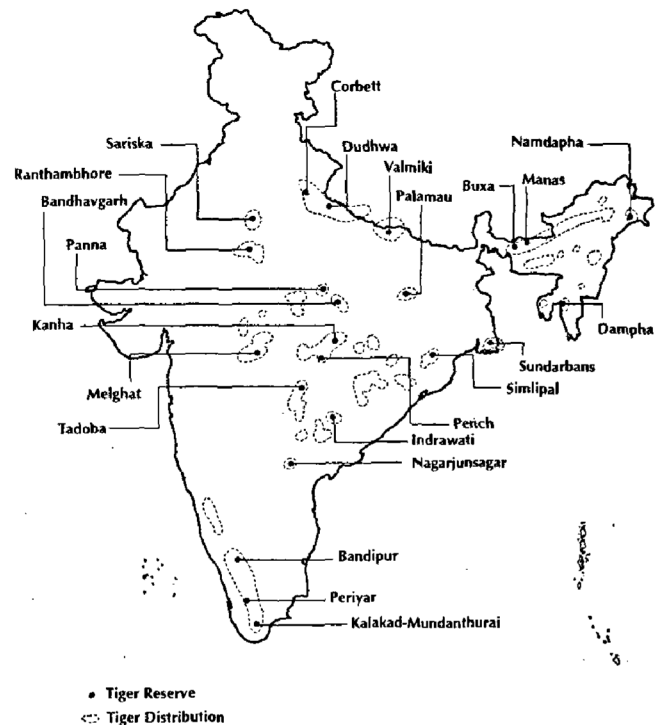 Corbett
Sariska
Dudhwa
Namdapha
Ranthambhore
Valmiki
Manas
Bandhavgarh
Palamau
Buxa
Panna
Kanha
Dampha
Sundarbans
Melghat
Simlipal
Tadoba
Pench
Indrawati
Nagarjunsagar
Bandipur
Periyar
Kalakad-Mundanthurai
Tiger Reserve
Tiger Distribution